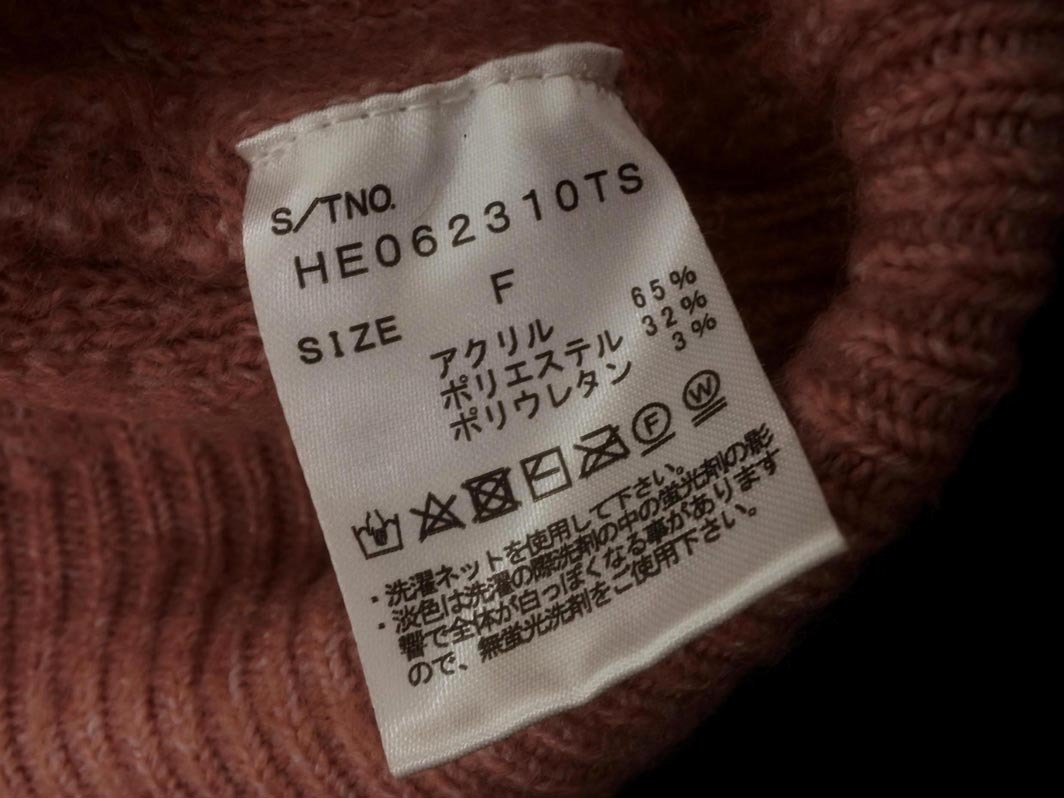 S/TNO.
HE062310TS
SIZE F
アクリル 65%
ポリエステル 32%
ポリウレタン 3%
F W
・洗濯ネットを使用して下さい。
・淡色は洗濯の際洗剤の中の蛍光剤の影
響で全体が白っぽくなる事があります
ので、無蛍光洗剤をご使用下さい。